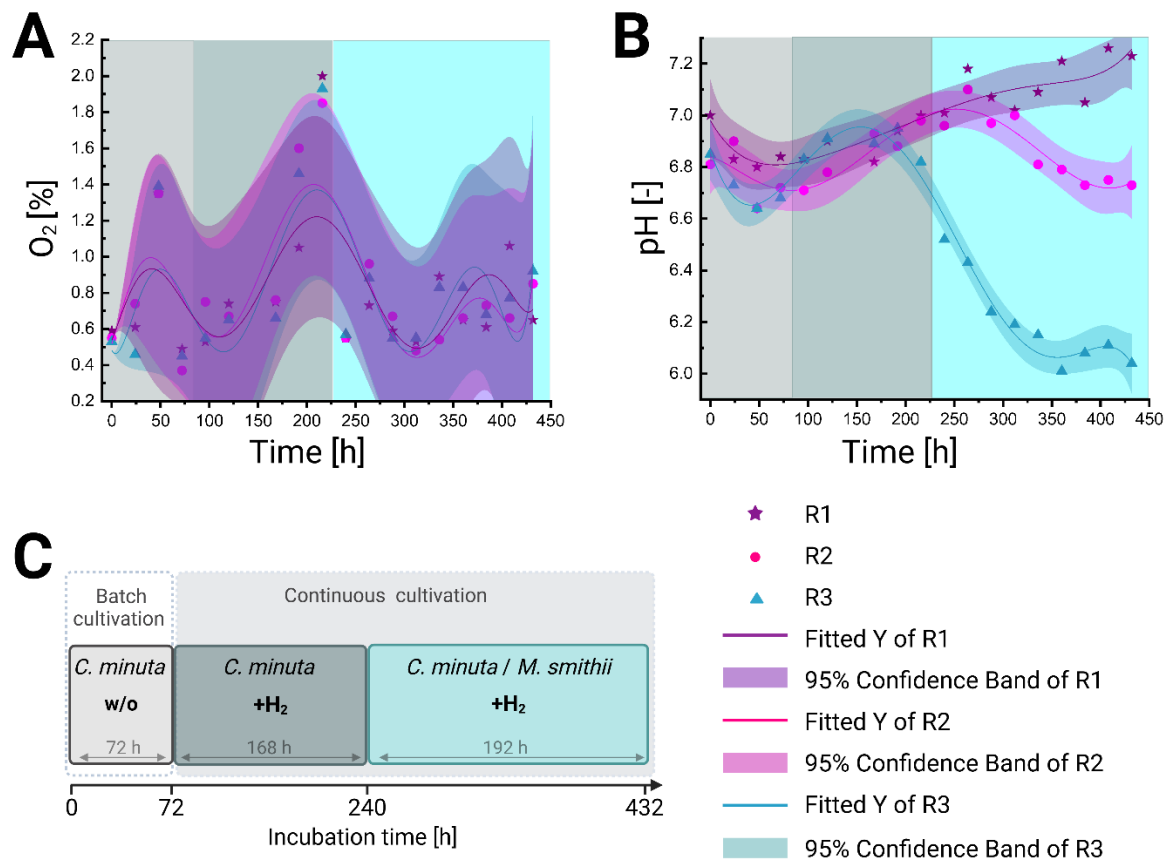 A
O₂ [%]
2.2
2.0
1.8
1.6
1.4
1.2
1.0
0.8
0.6
0.4
0.2
0 50 100 150 200 250 300 350 400 450
Time [h]
B
pH [-]
7.2
7.0
6.8
6.6
6.4
6.2
6.0
0 50 100 150 200 250 300 350 400 450
Time [h]
C
Batch
cultivation
Continuous cultivation
C. minuta
w/o
72 h
C. minuta
+H₂
168 h
C. minuta / M. smithii
+H₂
192 h
0 72 240 432
Incubation time [h]
R1
R2
R3
Fitted Y of R1
95% Confidence Band of R1
Fitted Y of R2
95% Confidence Band of R2
Fitted Y of R3
95% Confidence Band of R3